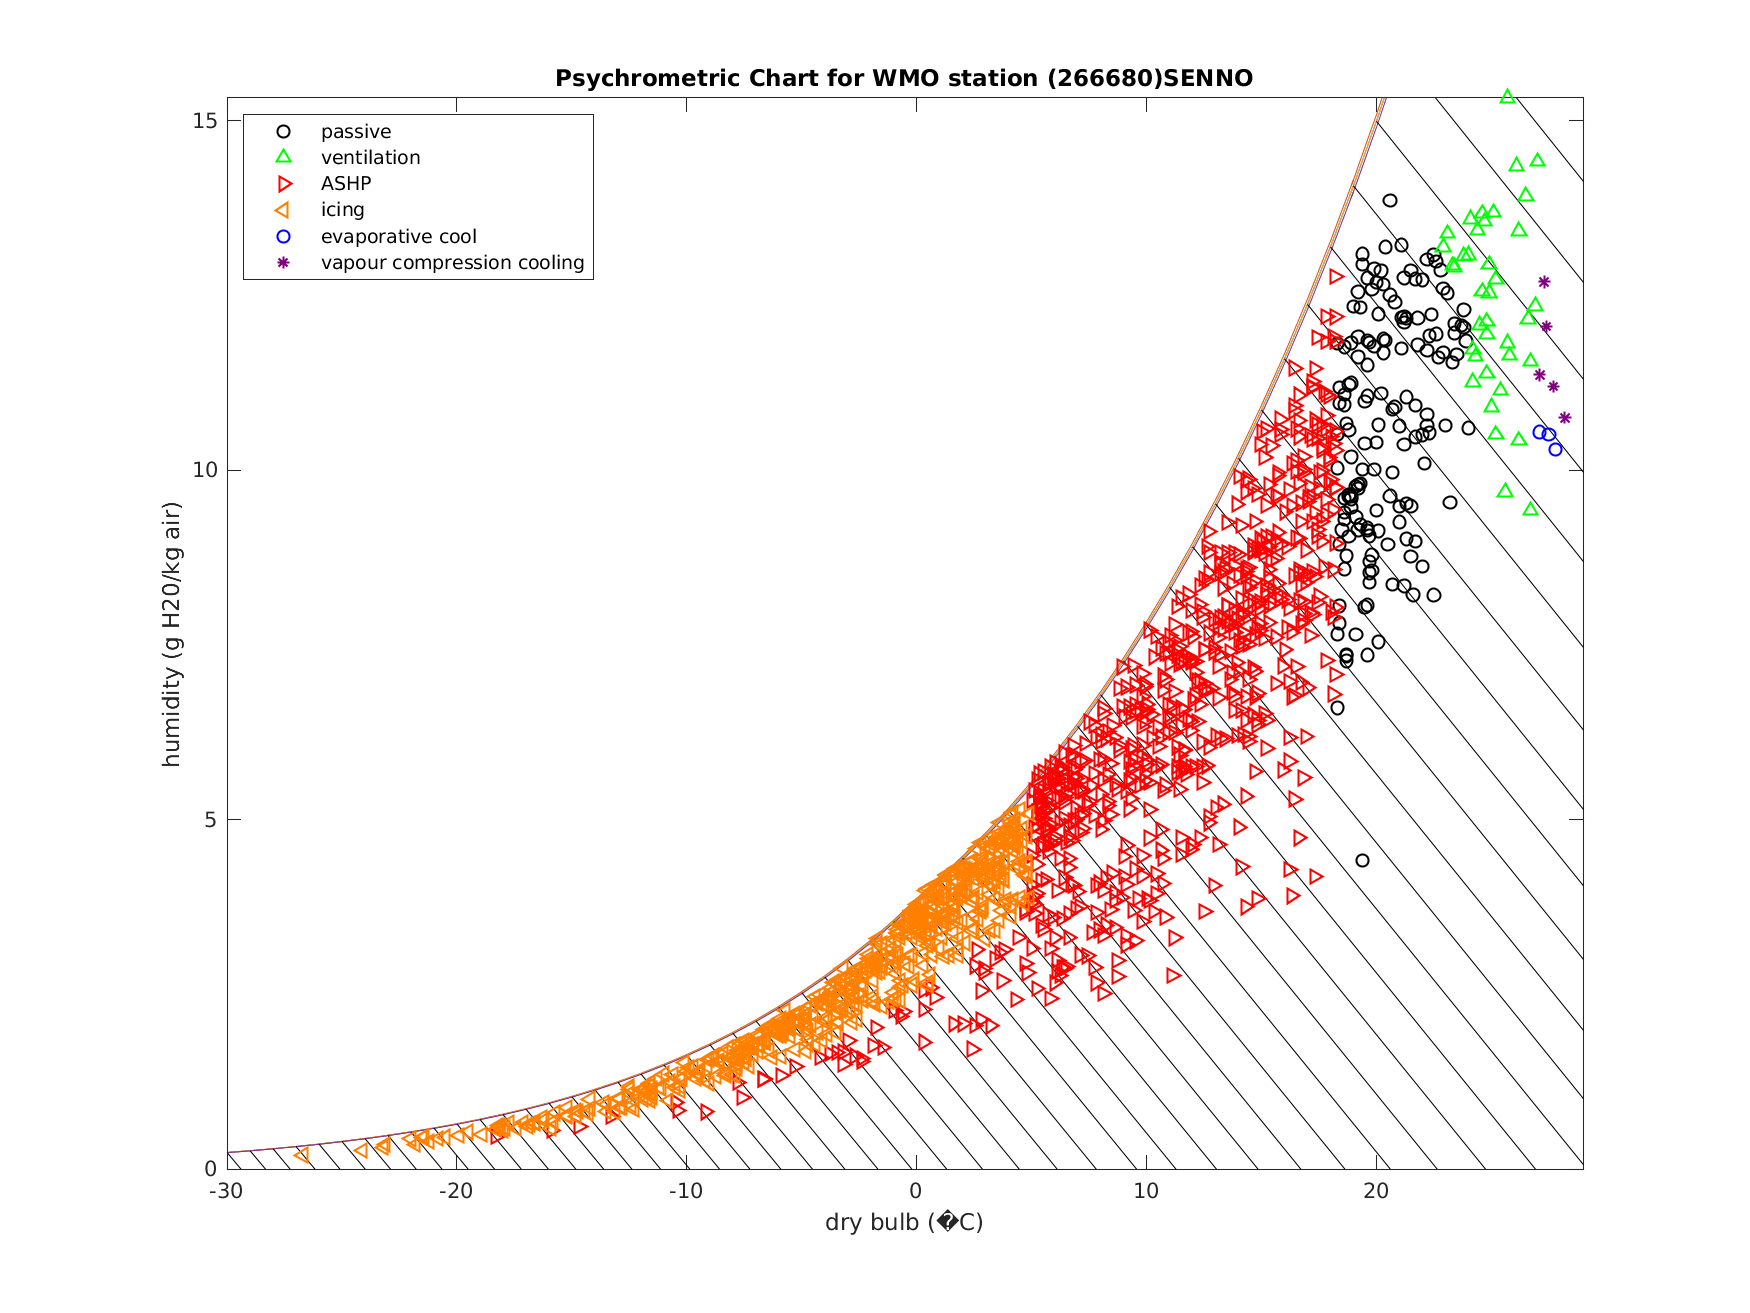 Psychrometric Chart for WMO station (266680)SENNO
passive
ventilation
ASHP
icing
evaporative cool
vapour compression cooling
humidity (g H20/kg air)
15
10
5
0
-30 -20 -10 0 10 20
dry bulb (�C)